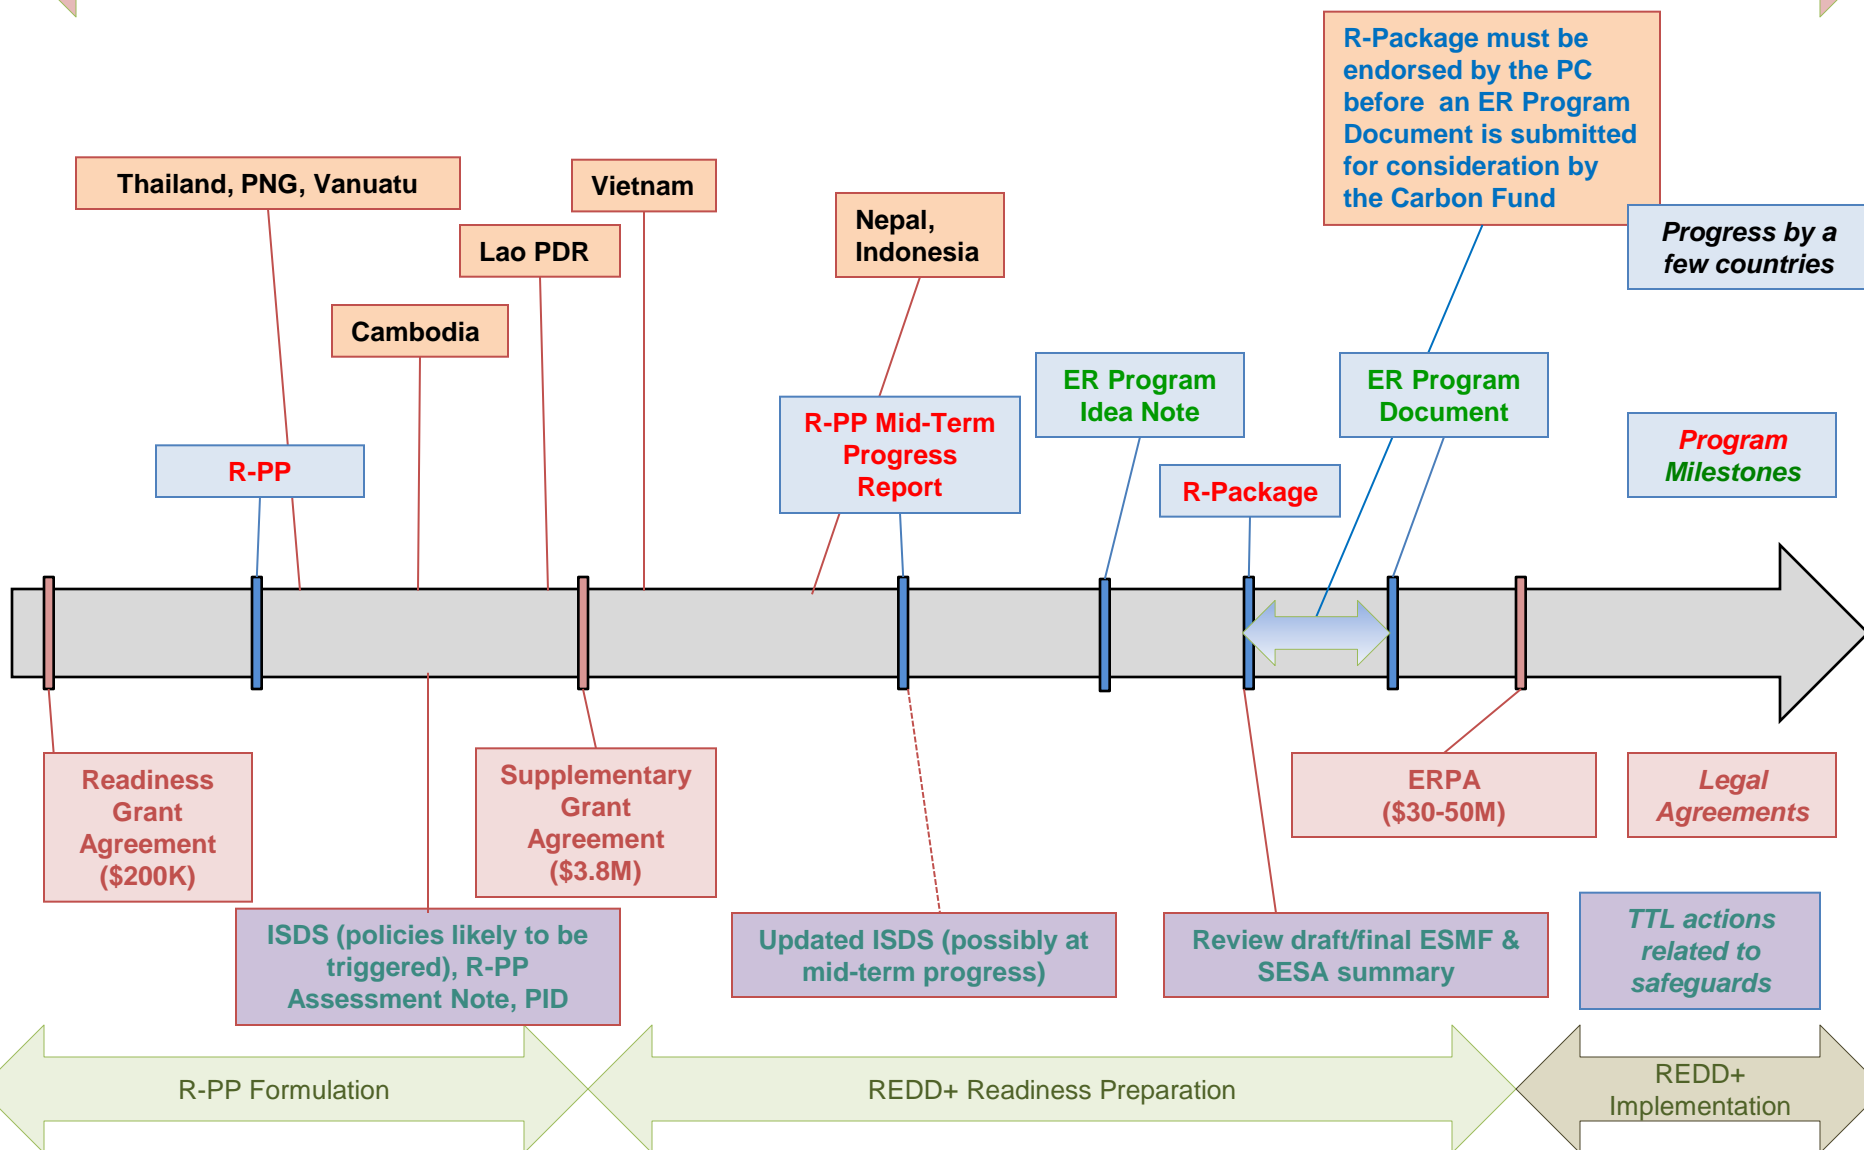 R-Package must be
endorsed by the PC
before an ER Program
Document is submitted
for consideration by
the Carbon Fund
Thailand, PNG, Vanuatu
Vietnam
Nepal,
Indonesia
Progress by a
few countries
Lao PDR
Cambodia
ER Program
Idea Note
ER Program
Document
R-PP Mid-Term
Progress
Report
Program
Milestones
R-PP
R-Package
Readiness
Grant
Agreement
($200K)
Supplementary
Grant
Agreement
($3.8M)
ERPA
($30-50M)
Legal
Agreements
ISDS (policies likely to be
triggered), R-PP
Assessment Note, PID
Updated ISDS (possibly at
mid-term progress)
Review draft/final ESMF &
SESA summary
TTL actions
related to
safeguards
R-PP Formulation
REDD+ Readiness Preparation
REDD+
Implementation